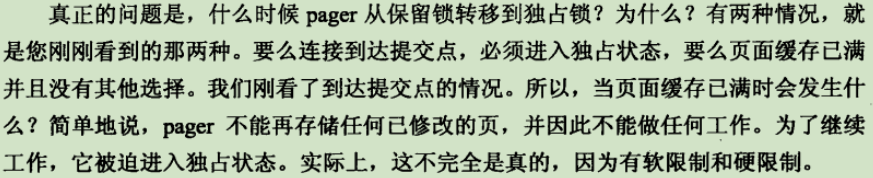 真正的问题是，什么时候 pager 从保留锁转移到独占锁？为什么？有两种情况，就
是您刚刚看到的那两种。要么连接到达提交点，必须进入独占状态，要么页面缓存已满
并且没有其他选择。我们刚看了到达提交点的情况。所以，当页面缓存已满时会发生什
么？简单地说，pager 不能再存储任何已修改的页，并因此不能做任何工作。为了继续
工作，它被迫进入独占状态。实际上，这不完全是真的，因为有软限制和硬限制。